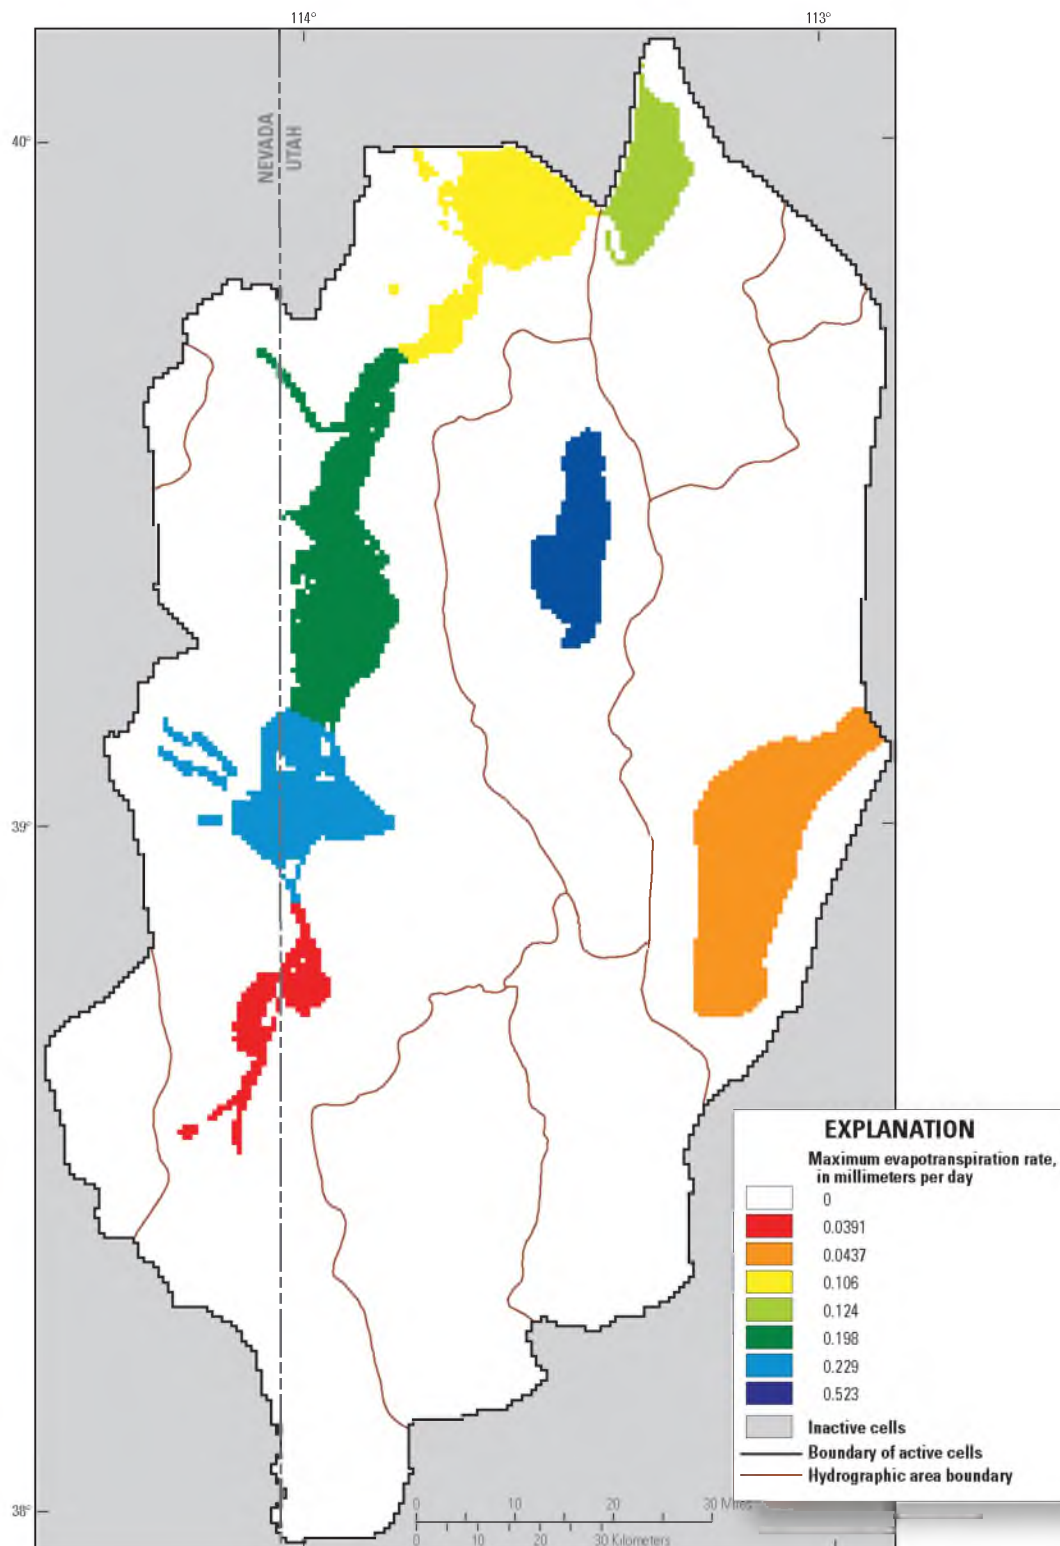 114° 113°
40°
NEVADA
UTAH
39°
EXPLANATION
Maximum evapotranspiration rate,
in millimeters per day
0
0.0391
0.0437
0.106
0.124
0.198
0.229
0.523
Inactive cells
Boundary of active cells
Hydrographic area boundary
38°
0 10 20 30 Miles
0 10 20 30 Kilometers